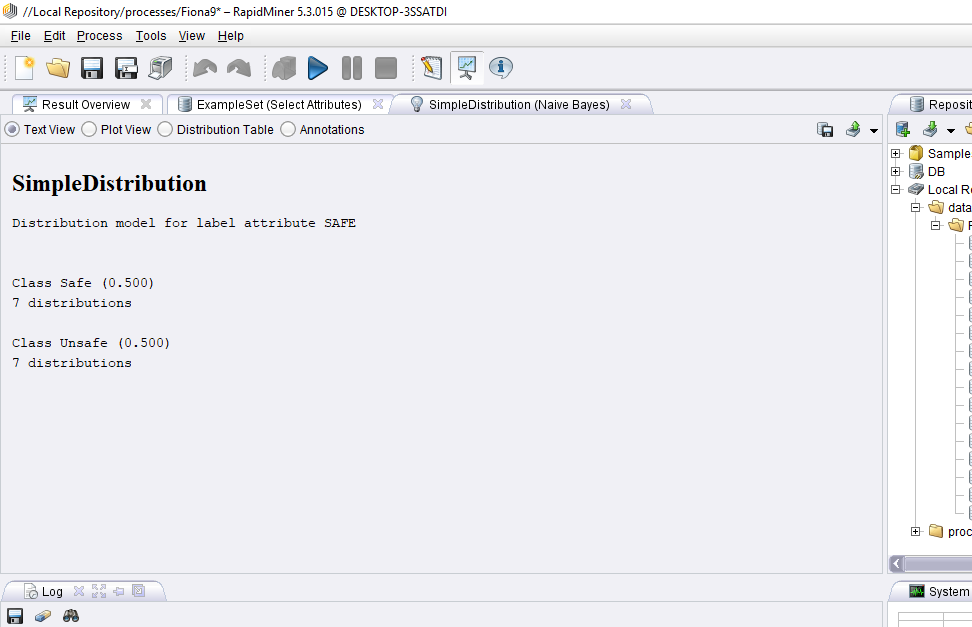 //Local Repository/processes/Fiona9* – RapidMiner 5.3.015 @ DESKTOP-3SSATDI
File Edit Process Tools View Help
Result Overview ExampleSet (Select Attributes) SimpleDistribution (Naive Bayes) Reposit
Text View Plot View Distribution Table Annotations
Sample
DB
Local Re
data
SimpleDistribution
Distribution model for label attribute SAFE
Class Safe (0.500)
7 distributions
Class Unsafe (0.500)
7 distributions
proc
Log
System